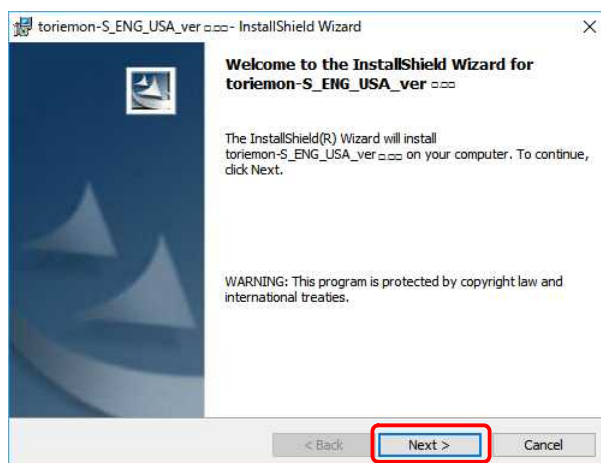 toriemon-S_ENG_USA_ver □.□□- InstallShield Wizard
Welcome to the InstallShield Wizard for
toriemon-S_ENG_USA_ver □.□□
The InstallShield(R) Wizard will install
toriemon-S_ENG_USA_ver □.□□ on your computer. To continue,
click Next.
WARNING: This program is protected by copyright law and
international treaties.
< Back Next > Cancel